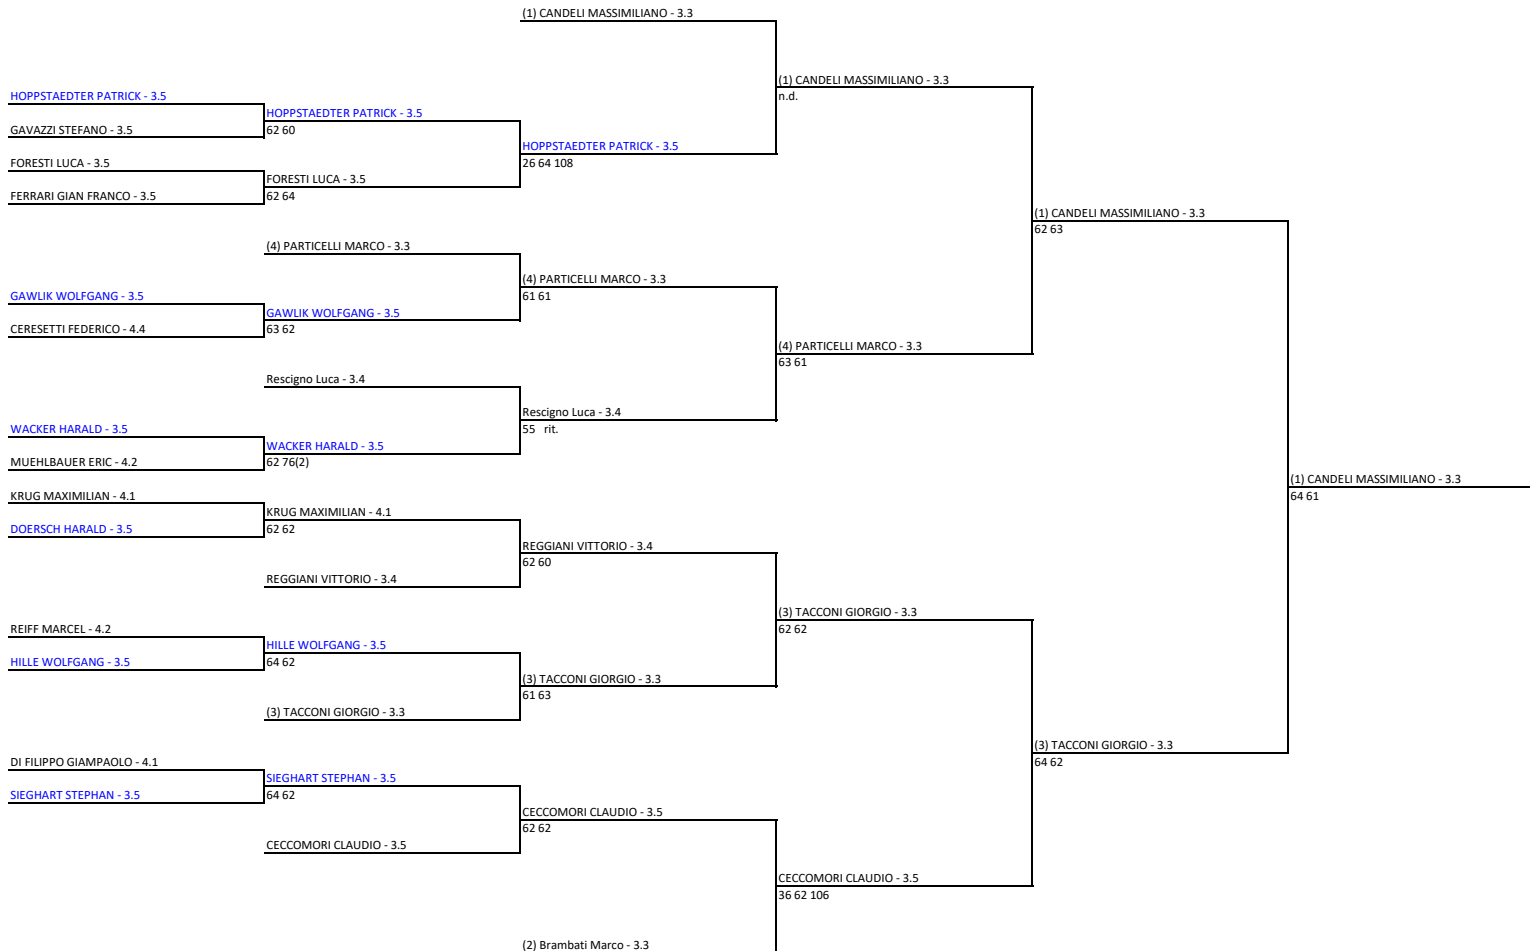 (1) CANDELI MASSIMILIANO - 3.3
(1) CANDELI MASSIMILIANO - 3.3
n.d.
HOPPSTAEDTER PATRICK - 3.5
HOPPSTAEDTER PATRICK - 3.5
62 60
GAVAZZI STEFANO - 3.5
HOPPSTAEDTER PATRICK - 3.5
26 64 108
FORESTI LUCA - 3.5
FORESTI LUCA - 3.5
62 64
FERRARI GIAN FRANCO - 3.5
(1) CANDELI MASSIMILIANO - 3.3
62 63
(4) PARTICELLI MARCO - 3.3
(4) PARTICELLI MARCO - 3.3
61 61
GAWLIK WOLFGANG - 3.5
GAWLIK WOLFGANG - 3.5
63 62
CERESETTI FEDERICO - 4.4
(4) PARTICELLI MARCO - 3.3
63 61
Rescigno Luca - 3.4
Rescigno Luca - 3.4
55 rit.
WACKER HARALD - 3.5
WACKER HARALD - 3.5
62 76(2)
MUEHLBAUER ERIC - 4.2
(1) CANDELI MASSIMILIANO - 3.3
64 61
KRUG MAXIMILIAN - 4.1
KRUG MAXIMILIAN - 4.1
62 62
DOERSCH HARALD - 3.5
REGGIANI VITTORIO - 3.4
62 60
REGGIANI VITTORIO - 3.4
(3) TACCONI GIORGIO - 3.3
62 62
REIFF MARCEL - 4.2
HILLE WOLFGANG - 3.5
64 62
HILLE WOLFGANG - 3.5
(3) TACCONI GIORGIO - 3.3
61 63
(3) TACCONI GIORGIO - 3.3
(3) TACCONI GIORGIO - 3.3
64 62
DI FILIPPO GIAMPAOLO - 4.1
SIEGHART STEPHAN - 3.5
64 62
SIEGHART STEPHAN - 3.5
CECCOMORI CLAUDIO - 3.5
62 62
CECCOMORI CLAUDIO - 3.5
CECCOMORI CLAUDIO - 3.5
36 62 106
(2) Brambati Marco - 3.3